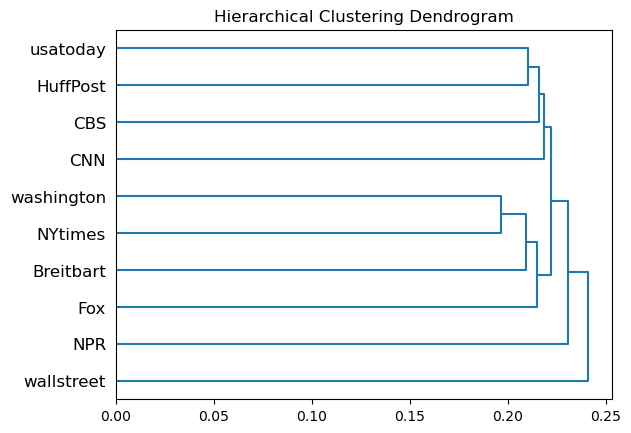 Hierarchical Clustering Dendrogram
usatoday
HuffPost
CBS
CNN
washington
NYtimes
Breitbart
Fox
NPR
wallstreet
0.00 0.05 0.10 0.15 0.20 0.25